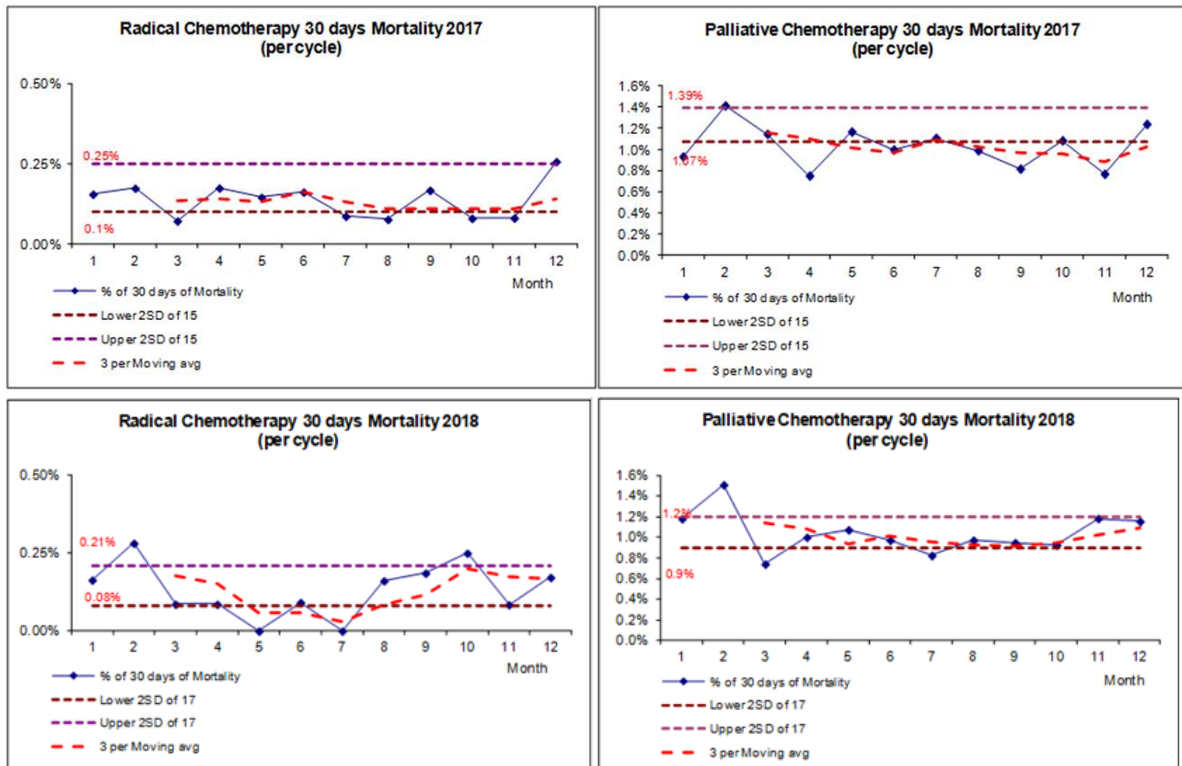 Radical Chemotherapy 30 days Mortality 2017
(per cycle)
0.50%
0.25%
0.25%
0.1%
0.00%
1 2 3 4 5 6 7 8 9 10 11 12
Month
% of 30 days of Mortality
Lower 2SD of 15
Upper 2SD of 15
3 per Moving avg
Palliative Chemotherapy 30 days Mortality 2017
(per cycle)
1.6%
1.39%
1.4%
1.2%
1.0%
1.07%
0.8%
0.6%
0.4%
0.2%
0.0%
1 2 3 4 5 6 7 8 9 10 11 12
Month
% of 30 days of Mortality
Lower 2SD of 15
Upper 2SD of 15
3 per Moving avg
Radical Chemotherapy 30 days Mortality 2018
(per cycle)
0.50%
0.21%
0.25%
0.08%
0.00%
1 2 3 4 5 6 7 8 9 10 11 12
Month
% of 30 days of Mortality
Lower 2SD of 17
Upper 2SD of 17
3 per Moving avg
Palliative Chemotherapy 30 days Mortality 2018
(per cycle)
1.6%
1.4%
1.2%
1.2%
1.0%
0.8%
0.9%
0.6%
0.4%
0.2%
0.0%
1 2 3 4 5 6 7 8 9 10 11 12
Month
% of 30 days of Mortality
Lower 2SD of 17
Upper 2SD of 17
3 per Moving avg